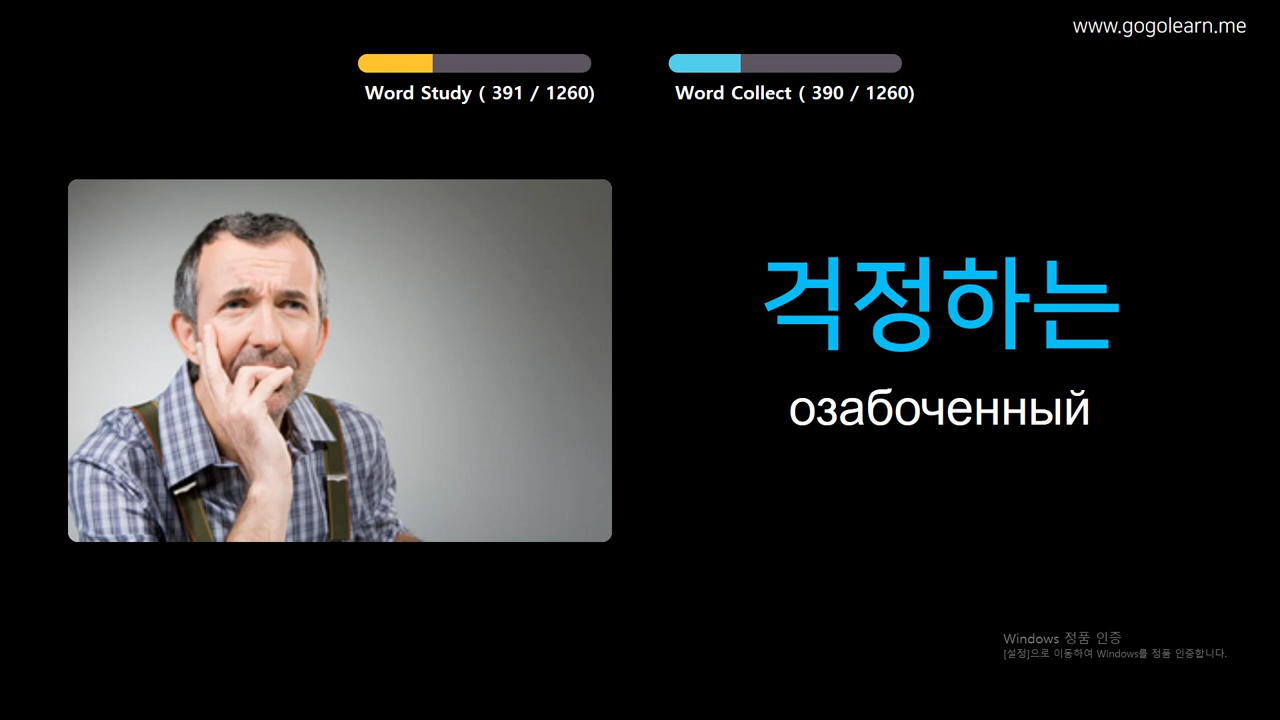 www.gogolearn.me
Word Study ( 391 / 1260)
Word Collect ( 390 / 1260)
걱정하는
озабоченный
Windows 정품 인증
[설정]으로 이동하여 Windows를 정품 인증합니다.